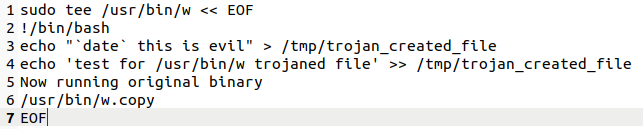 1 sudo tee /usr/bin/w << EOF
2 !/bin/bash
3 echo "`date` this is evil" > /tmp/trojan_created_file
4 echo 'test for /usr/bin/w trojaned file' >> /tmp/trojan_created_file
5 Now running original binary
6 /usr/bin/w.copy
7 EOF